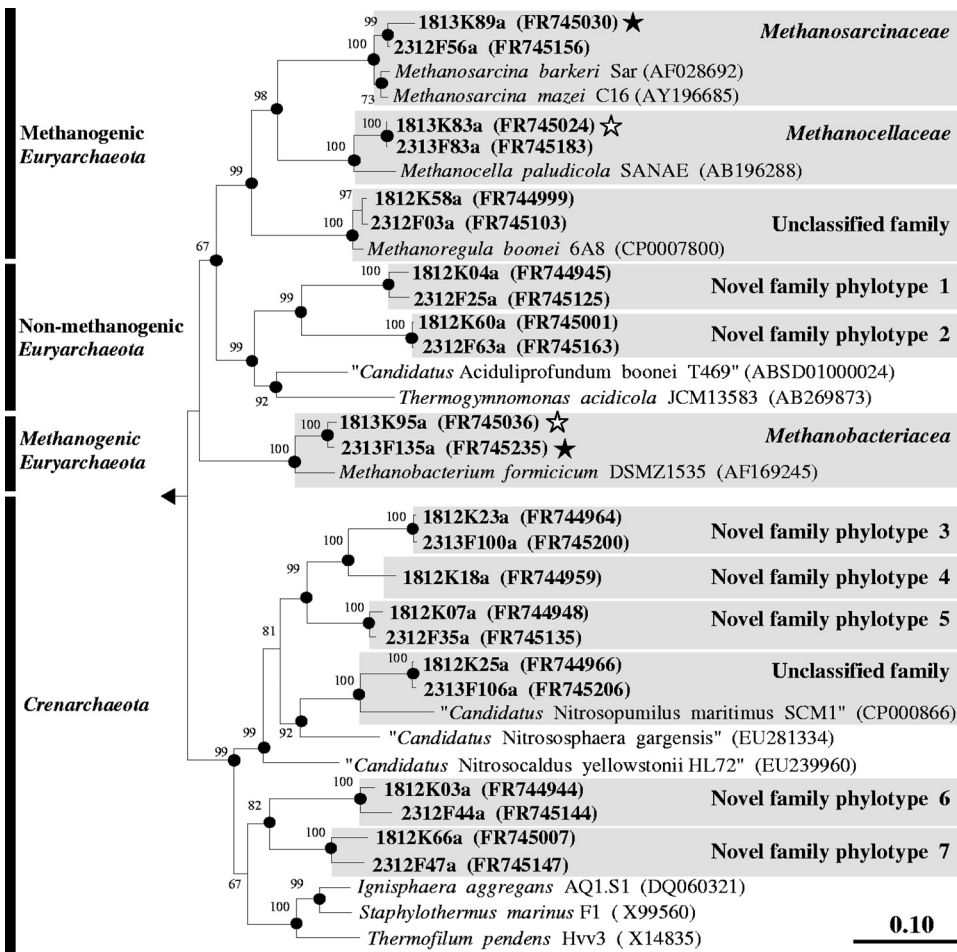 99
1813K89a (FR745030) ★
Methanosarcinaceae
100
2312F56a (FR745156)
Methanosarcina barkeri Sar (AF028692)
73
Methanosarcina mazei C16 (AY196685)
98
100
1813K83a (FR745024) ☆
Methanocellaceae
Methanogenic
Euryarchaeota
100
2313F83a (FR745183)
Methanocella paludicola SANAE (AB196288)
99
97
1812K58a (FR744999)
100
2312F03a (FR745103)
Unclassified family
Methanoregula boonei 6A8 (CP0007800)
67
100
1812K04a (FR744945)
Novel family phylotype 1
99
2312F25a (FR745125)
Non-methanogenic
Euryarchaeota
100
1812K60a (FR745001)
Novel family phylotype 2
2312F63a (FR745163)
99
"Candidatus Aciduliprofundum boonei T469" (ABSD01000024)
92
Thermogymnomonas acidicola JCM13583 (AB269873)
100
1813K95a (FR745036) ☆
Methanobacteriacea
Methanogenic
Euryarchaeota
100
2313F135a (FR745235) ★
Methanobacterium formicicum DSMZ1535 (AF169245)
100
1812K23a (FR744964)
Novel family phylotype 3
100
2313F100a (FR745200)
99
1812K18a (FR744959)
Novel family phylotype 4
100
1812K07a (FR744948)
Novel family phylotype 5
81
2312F35a (FR745135)
100
1812K25a (FR744966)
Unclassified family
100
2313F106a (FR745206)
Crenarchaeota
"Candidatus Nitrosopumilus maritimus SCM1" (CP000866)
92
"Candidatus Nitrososphaera gargensis" (EU281334)
99
99
"Candidatus Nitrosocaldus yellowstonii HL72" (EU239960)
100
1812K03a (FR744944)
Novel family phylotype 6
82
2312F44a (FR745144)
100
1812K66a (FR745007)
Novel family phylotype 7
2312F47a (FR745147)
67
99
Ignisphaera aggregans AQ1.S1 (DQ060321)
100
Staphylothermus marinus F1 (X99560)
Thermofilum pendens Hvv3 (X14835)
0.10